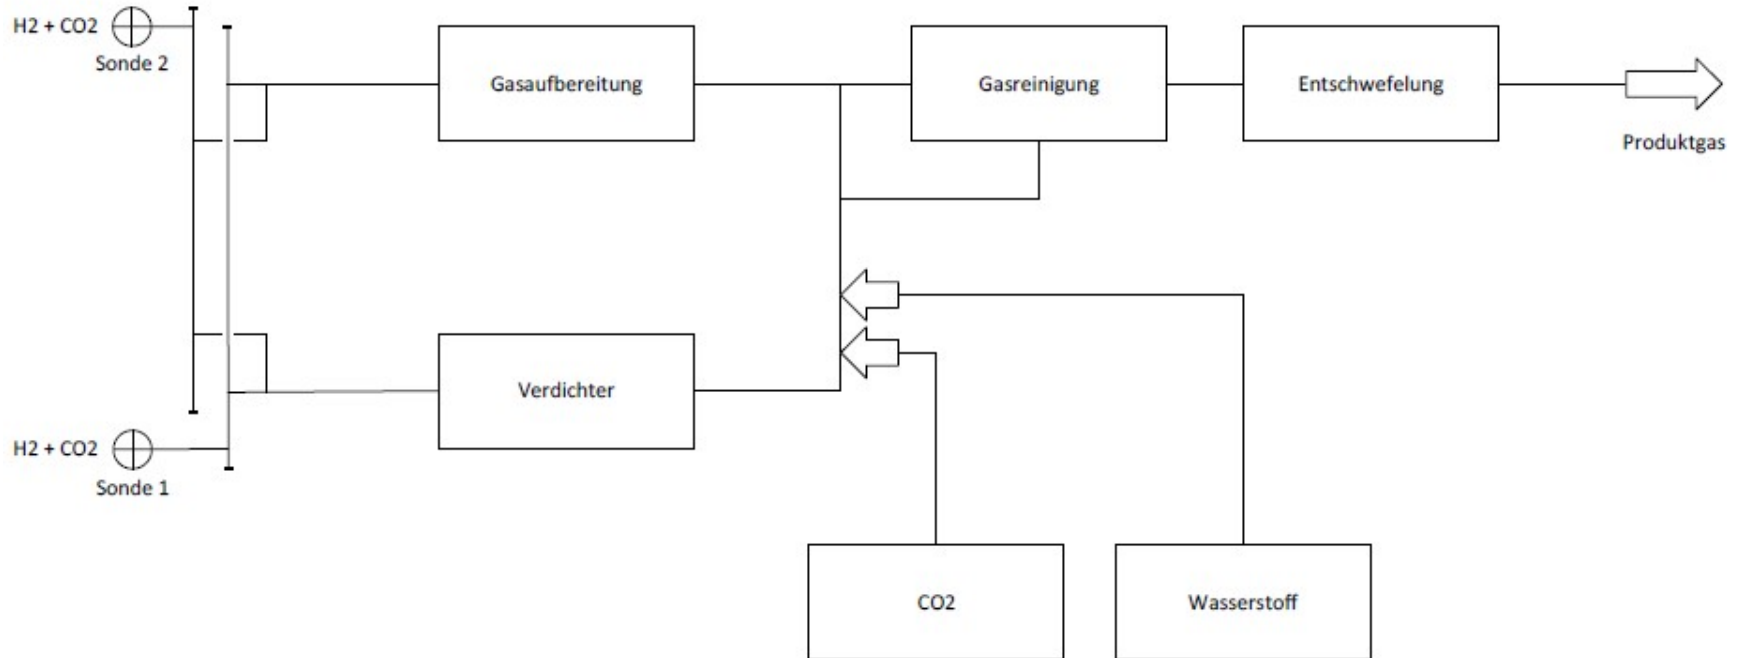 H2 + CO2
Sonde 2
Gasaufbereitung
Gasreinigung
Entschwefelung
Produktgas
Verdichter
H2 + CO2
Sonde 1
CO2
Wasserstoff